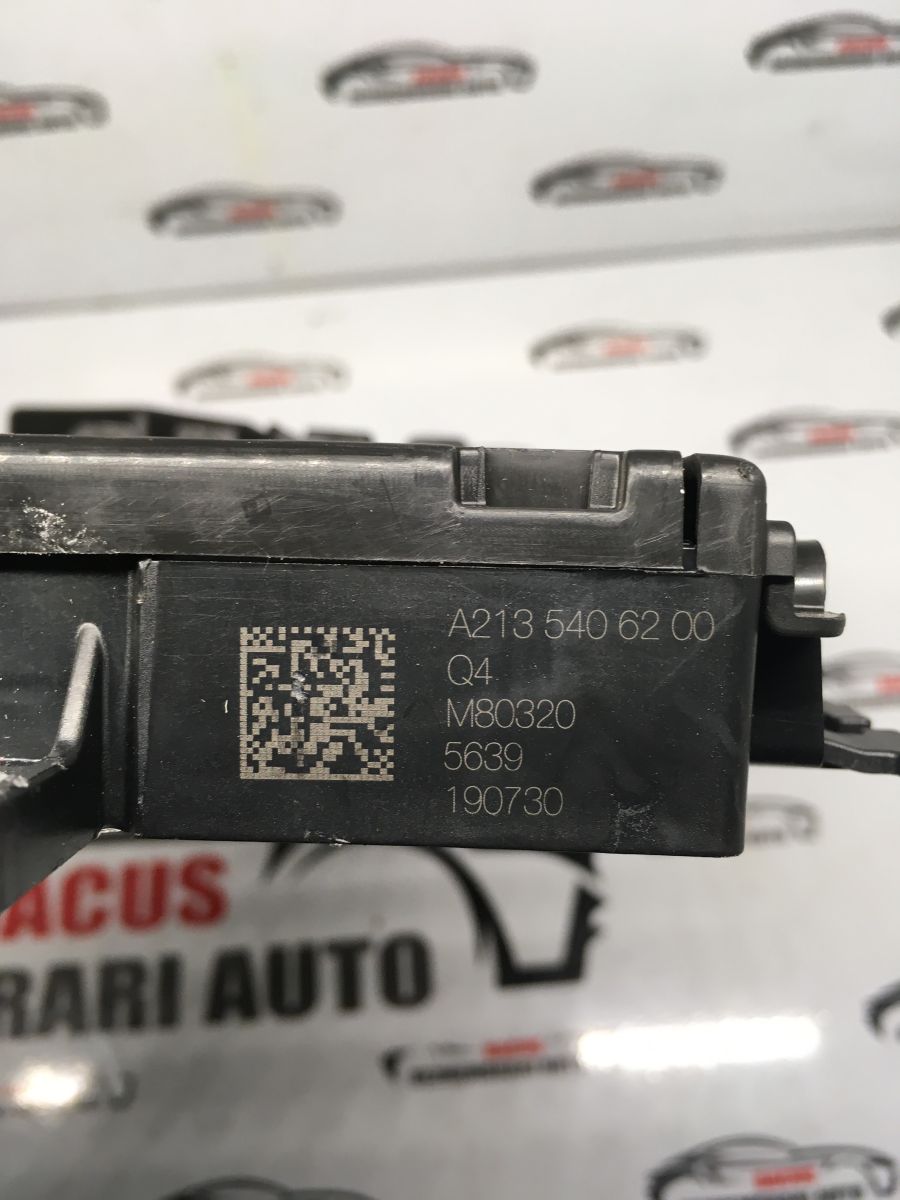 A213 540 62 00
Q4
M80320
5639
190730
ACUS
RARI AUTO